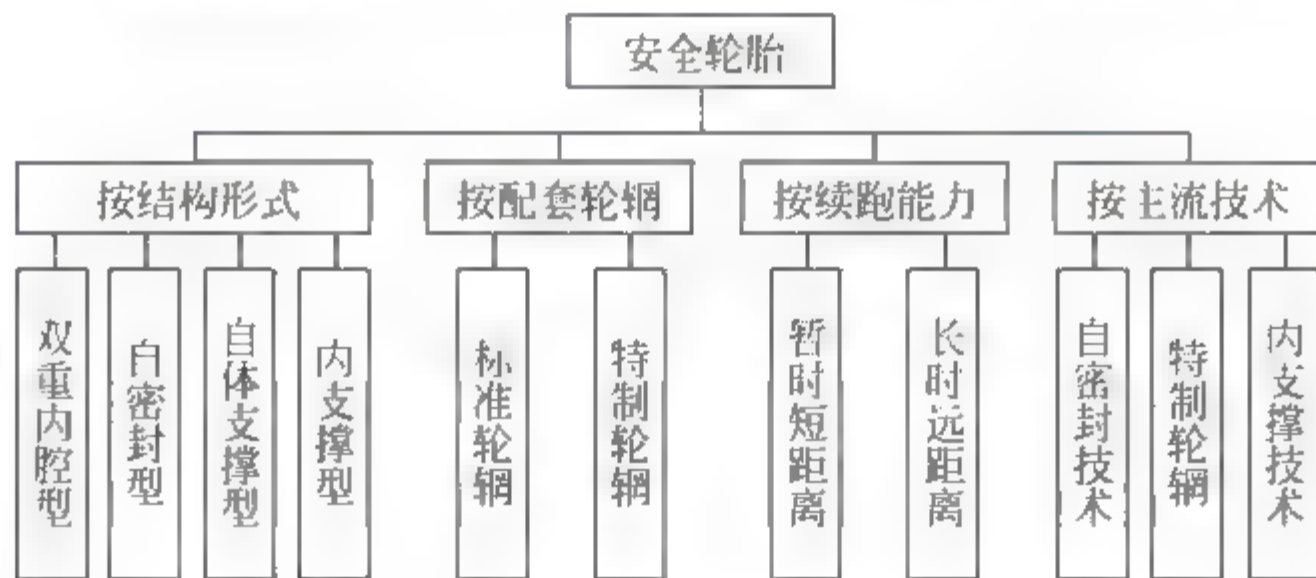 安全轮胎
按结构形式
按配套轮辋
按续跑能力
按主流技术
双重内腔型
自密封型
自体支撑型
内支撑型
标准轮辋
特制轮辋
暂时短距离
长时远距离
自密封技术
特制轮辋
内支撑技术